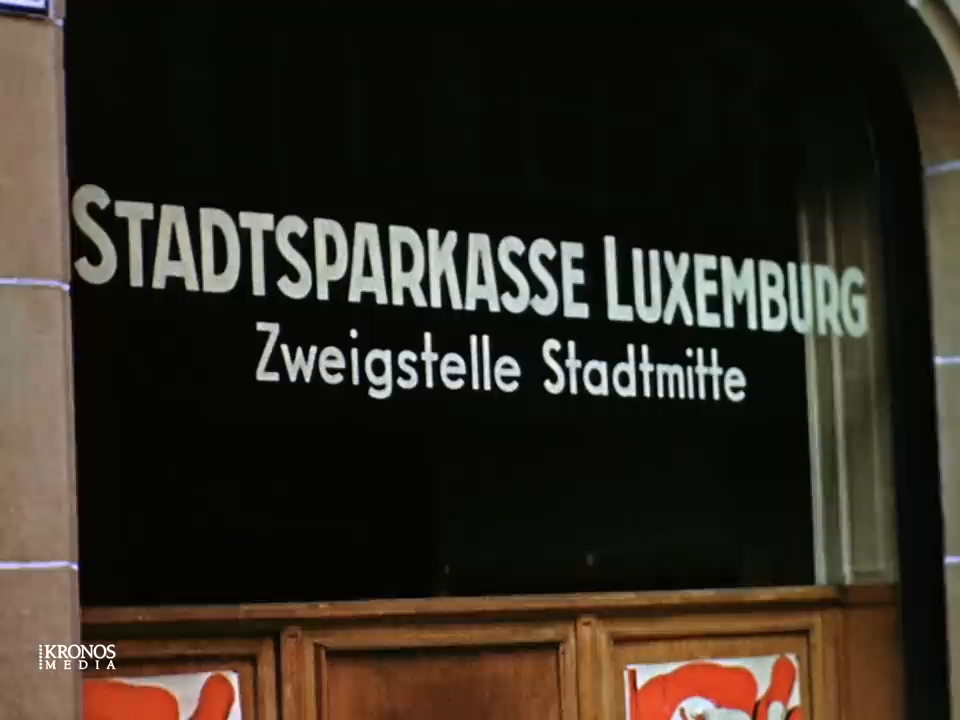 STADTSPARKASSE LUXEMBURG
Zweigstelle Stadtmitte
KRONOS
MEDIA